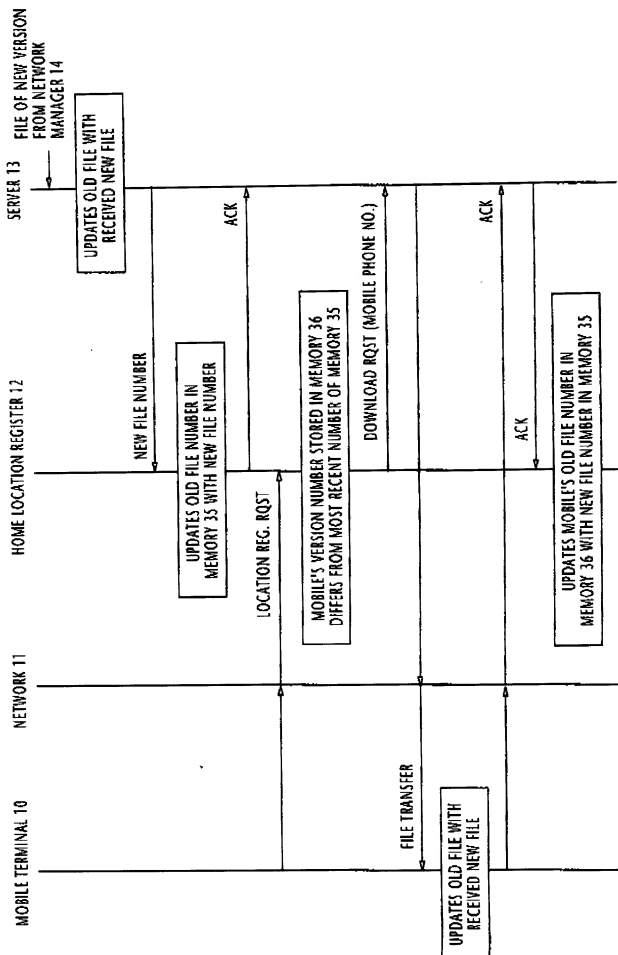 MOBILE TERMINAL 10
NETWORK 11
HOME LOCATION REGISTER 12
SERVER 13
FILE OF NEW VERSION
FROM NETWORK
MANAGER 14
UPDATES OLD FILE WITH
RECEIVED NEW FILE
NEW FILE NUMBER
UPDATES OLD FILE NUMBER IN
MEMORY 35 WITH NEW FILE NUMBER
ACK
LOCATION REG. RQST
MOBILE'S VERSION NUMBER STORED IN MEMORY 36
DIFFERS FROM MOST RECENT NUMBER OF MEMORY 35
DOWNLOAD RQST (MOBILE PHONE NO.)
FILE TRANSFER
UPDATES OLD FILE WITH
RECEIVED NEW FILE
ACK
ACK
UPDATES MOBILE'S OLD FILE NUMBER IN
MEMORY 36 WITH NEW FILE NUMBER IN MEMORY 35